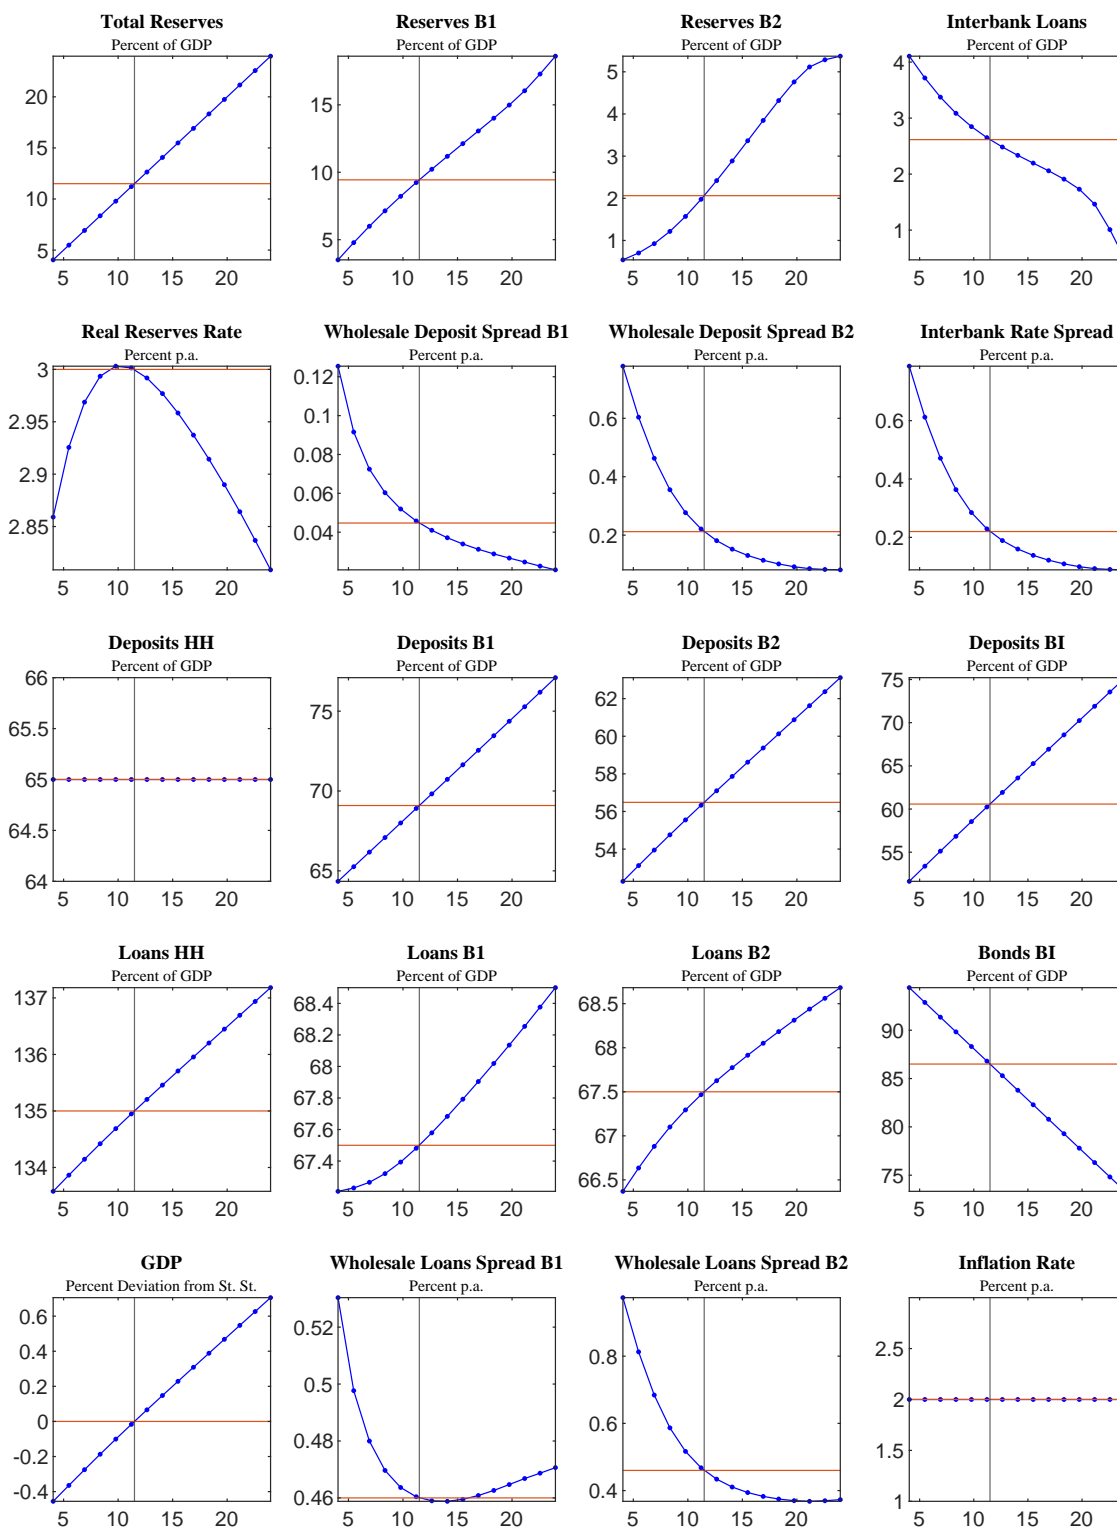 Total Reserves
Percent of GDP
20
15
10
5
5 10 15 20
Reserves B1
Percent of GDP
15
10
5
5 10 15 20
Reserves B2
Percent of GDP
5
4
3
2
1
5 10 15 20
Interbank Loans
Percent of GDP
4
3
2
1
5 10 15 20
Real Reserves Rate
Percent p.a.
3
2.95
2.9
2.85
5 10 15 20
Wholesale Deposit Spread B1
Percent p.a.
0.12
0.1
0.08
0.06
0.04
5 10 15 20
Wholesale Deposit Spread B2
Percent p.a.
0.6
0.4
0.2
5 10 15 20
Interbank Rate Spread
Percent p.a.
0.6
0.4
0.2
5 10 15 20
Deposits HH
Percent of GDP
66
65.5
65
64.5
64
5 10 15 20
Deposits B1
Percent of GDP
75
70
65
5 10 15 20
Deposits B2
Percent of GDP
62
60
58
56
54
5 10 15 20
Deposits BI
Percent of GDP
75
70
65
60
55
5 10 15 20
Loans HH
Percent of GDP
137
136
135
134
5 10 15 20
Loans B1
Percent of GDP
68.4
68.2
68
67.8
67.6
67.4
5 10 15 20
Loans B2
Percent of GDP
68.5
68
67.5
67
66.5
5 10 15 20
Bonds BI
Percent of GDP
90
85
80
75
5 10 15 20
GDP
Percent Deviation from St. St.
0.6
0.4
0.2
0
-0.2
-0.4
5 10 15 20
Wholesale Loans Spread B1
Percent p.a.
0.52
0.5
0.48
0.46
5 10 15 20
Wholesale Loans Spread B2
Percent p.a.
0.8
0.6
0.4
5 10 15 20
Inflation Rate
Percent p.a.
2.5
2
1.5
1
5 10 15 20